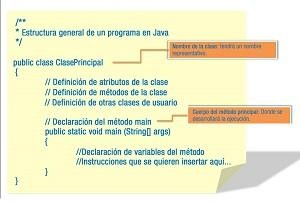 /**
* Estructura general de un programa en Java
*/
public class ClasePrincipal
{
// Definición de atributos de la clase
// Definición de métodos de la clase
// Definición de otras clases de usuario
// Declaración del método main
public static void main (String[] args)
{
//Declaración de variables del método
//Instrucciones que se quieren insertar aquí...
}
}
Nombre de la clase: tendrá un nombre
representativo.
Cuerpo del método principal: Donde se
desarrollará la ejecución.